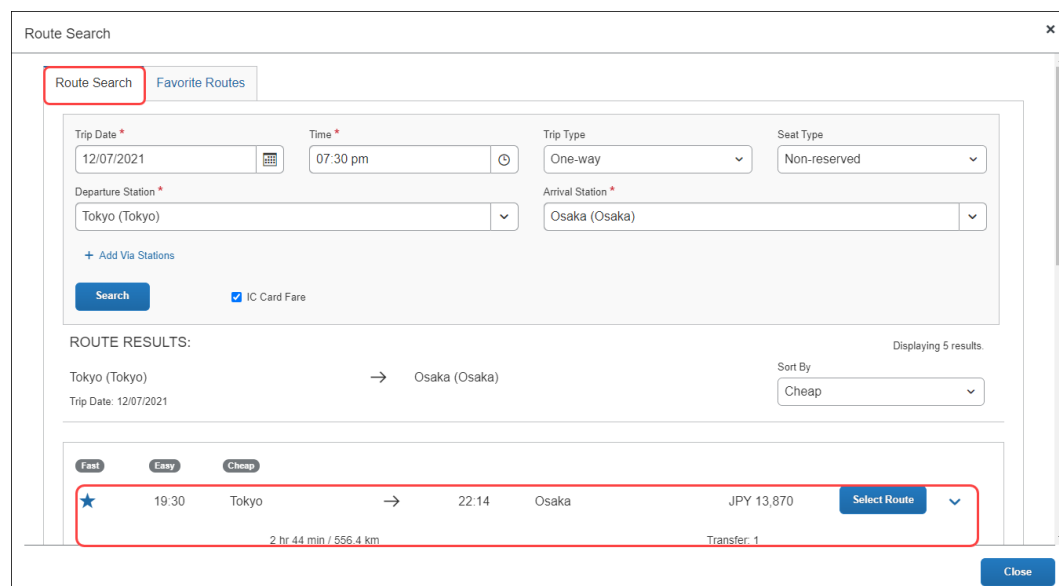 Route Search ×
Route Search Favorite Routes
Trip Date * Time * Trip Type Seat Type
12/07/2021 07:30 pm One-way Non-reserved
Departure Station * Arrival Station *
Tokyo (Tokyo) Osaka (Osaka)
+ Add Via Stations
Search IC Card Fare
ROUTE RESULTS: Displaying 5 results.
Sort By
Tokyo (Tokyo) → Osaka (Osaka) Cheap
Trip Date: 12/07/2021
Fast Easy Cheap
19:30 Tokyo → 22:14 Osaka JPY 13,870 Select Route
2 hr 44 min / 556.4 km Transfer: 1
Close